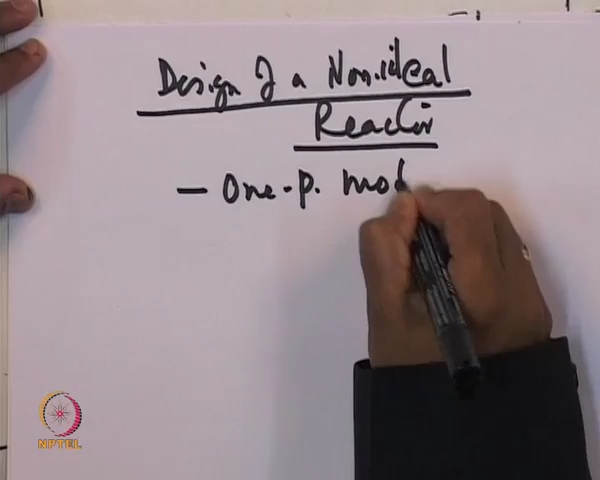 Design of a Non-ideal
Reactor
- One-p. mod
NPTEL